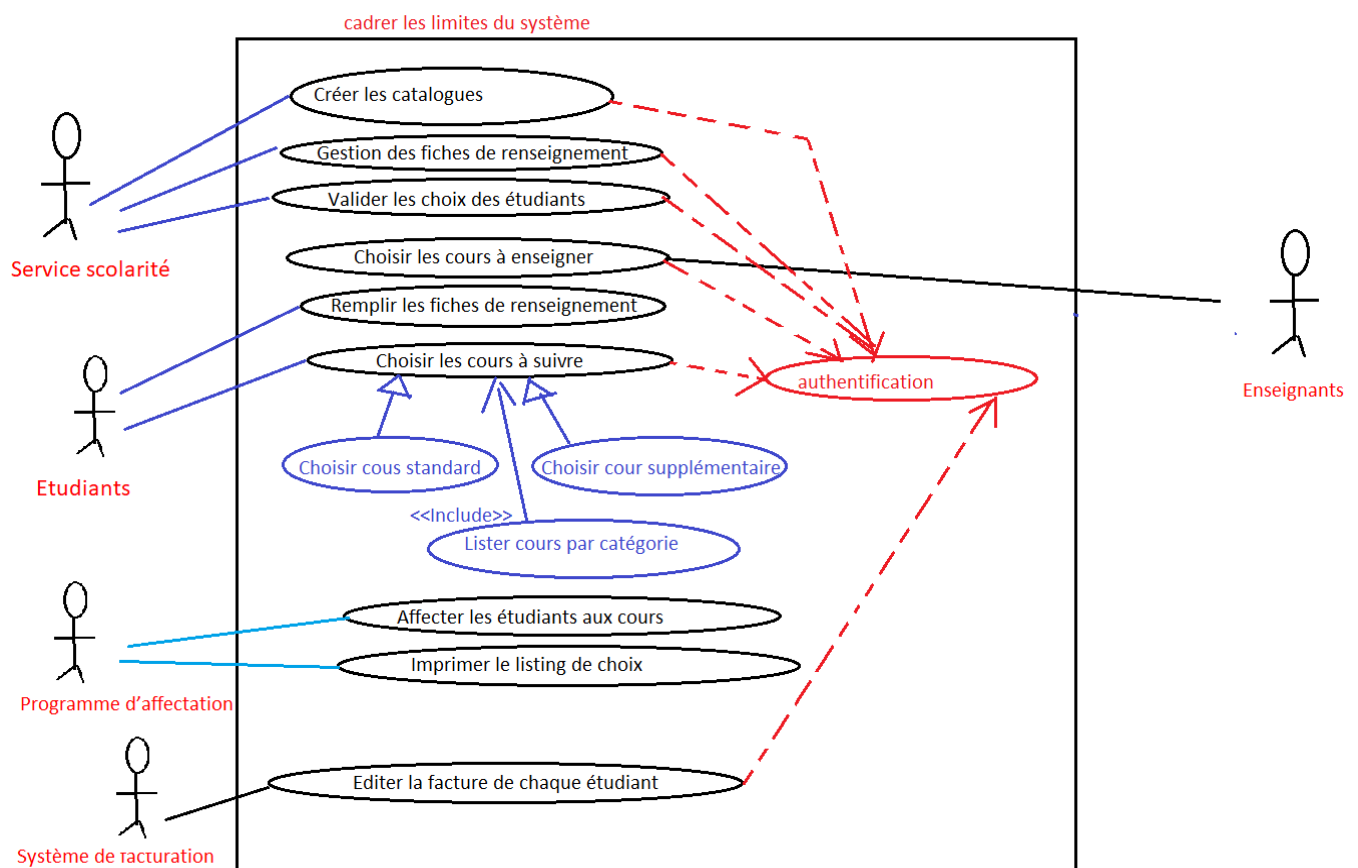 cadrer les limites du système
Créer les catalogues
Gestion des fiches de renseignement
Valider les choix des étudiants
Service scolarité
Choisir les cours à enseigner
Remplir les fiches de renseignement
Choisir les cours à suivre
authentification
Enseignants
Etudiants
Choisir cous standard
Choisir cour supplémentaire
<<Include>>
Lister cours par catégorie
Affecter les étudiants aux cours
Imprimer le listing de choix
Programme d’affectation
Editer la facture de chaque étudiant
Système de facturation